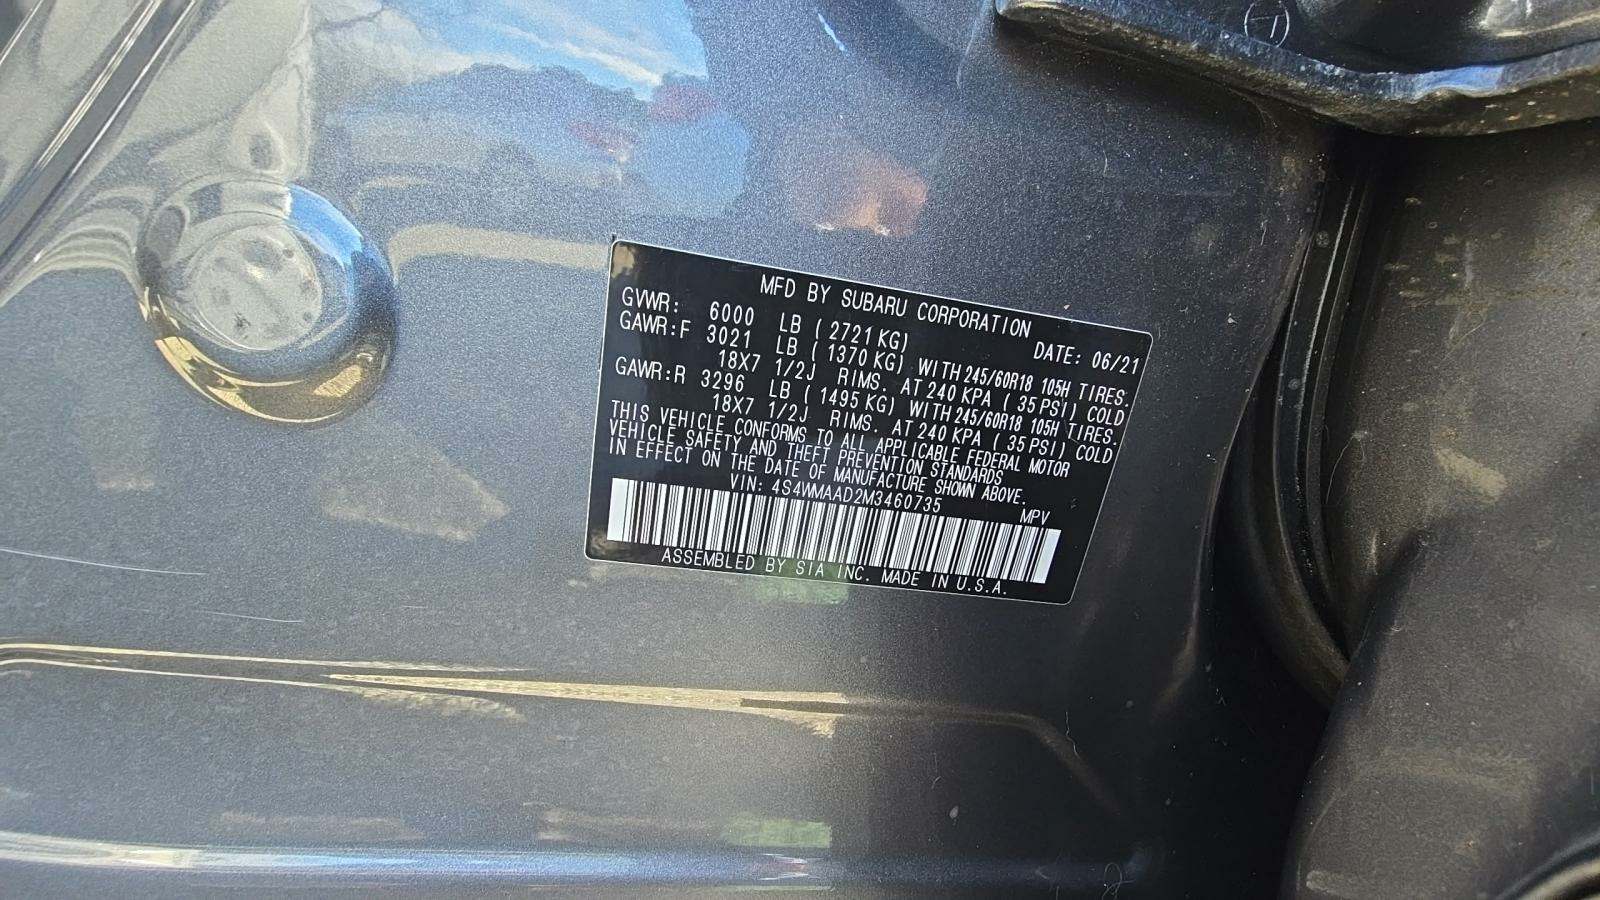 MFD BY SUBARU CORPORATION
DATE: 06/21
GVWR: 6000 LB ( 2721 KG)
GAWR:F 3021 LB ( 1370 KG) WITH 245/60R18 105H TIRES.
18X7 1/2J RIMS. AT 240 KPA ( 35 PSI) COLD
GAWR:R 3296 LB ( 1495 KG) WITH 245/60R18 105H TIRES.
18X7 1/2J RIMS. AT 240 KPA ( 35 PSI) COLD
THIS VEHICLE CONFORMS TO ALL APPLICABLE FEDERAL MOTOR
VEHICLE SAFETY AND THEFT PREVENTION STANDARDS
IN EFFECT ON THE DATE OF MANUFACTURE SHOWN ABOVE.
VIN: 4S4WMAAD2M3460735
MPV
ASSEMBLED BY SIA INC. MADE IN U.S.A.